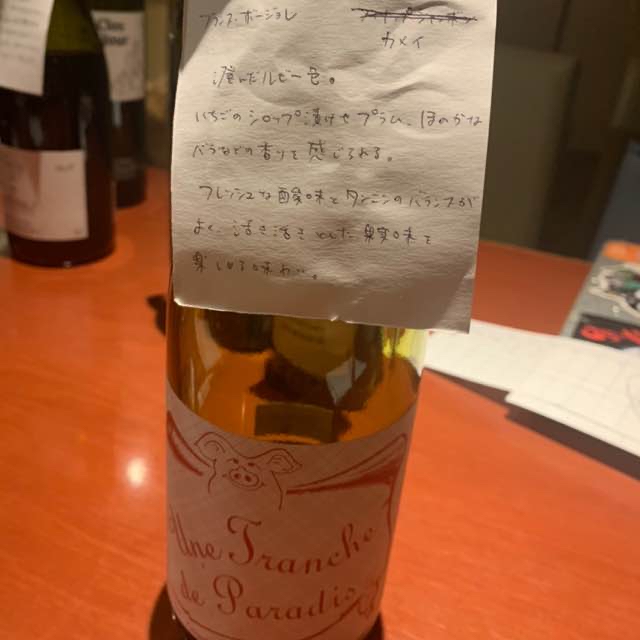 フランス・ボージョレ
ガメイ
澄んだルビー色。
いちごのシロップ漬けやプラム、ほのかな
バラなどの香りを感じられる。
フレッシュな酸味とタンニンのバランスが
よく、活き活きとした果実味を
楽しめる味わい。
Une Tranche
de Paradis